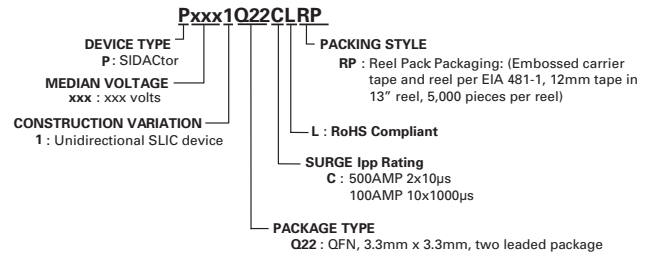 Pxxx1Q22CLRP
DEVICE TYPE
P : SIDACtor
MEDIAN VOLTAGE
xxx : xxx volts
CONSTRUCTION VARIATION
1 : Unidirectional SLIC device
PACKING STYLE
RP : Reel Pack Packaging: (Embossed carrier
tape and reel per EIA 481-1, 12mm tape in
13” reel, 5,000 pieces per reel)
L : RoHS Compliant
SURGE Ipp Rating
C : 500AMP 2x10µs
100AMP 10x1000µs
PACKAGE TYPE
Q22 : QFN, 3.3mm x 3.3mm, two leaded package